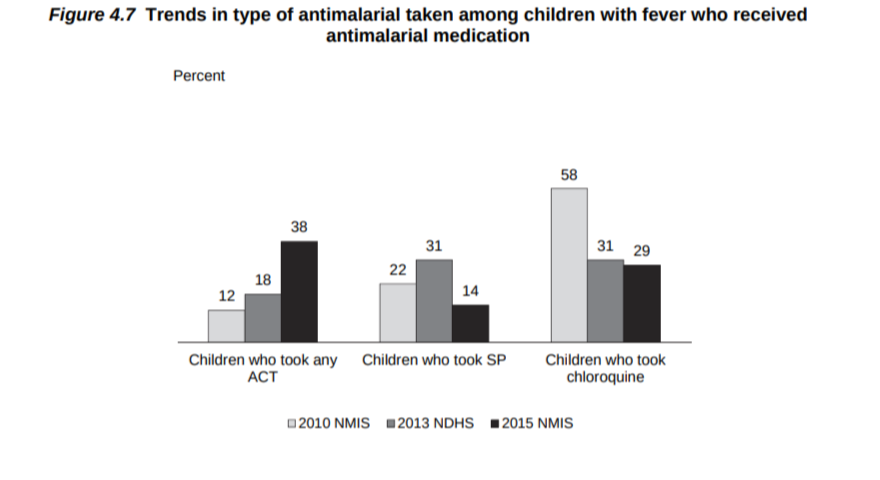 Figure 4.7 Trends in type of antimalarial taken among children with fever who received
antimalarial medication
Percent
58
38
31
31
29
22
18
14
12
Children who took any
ACT
Children who took SP
Children who took
chloroquine
2010 NMIS 2013 NDHS 2015 NMIS